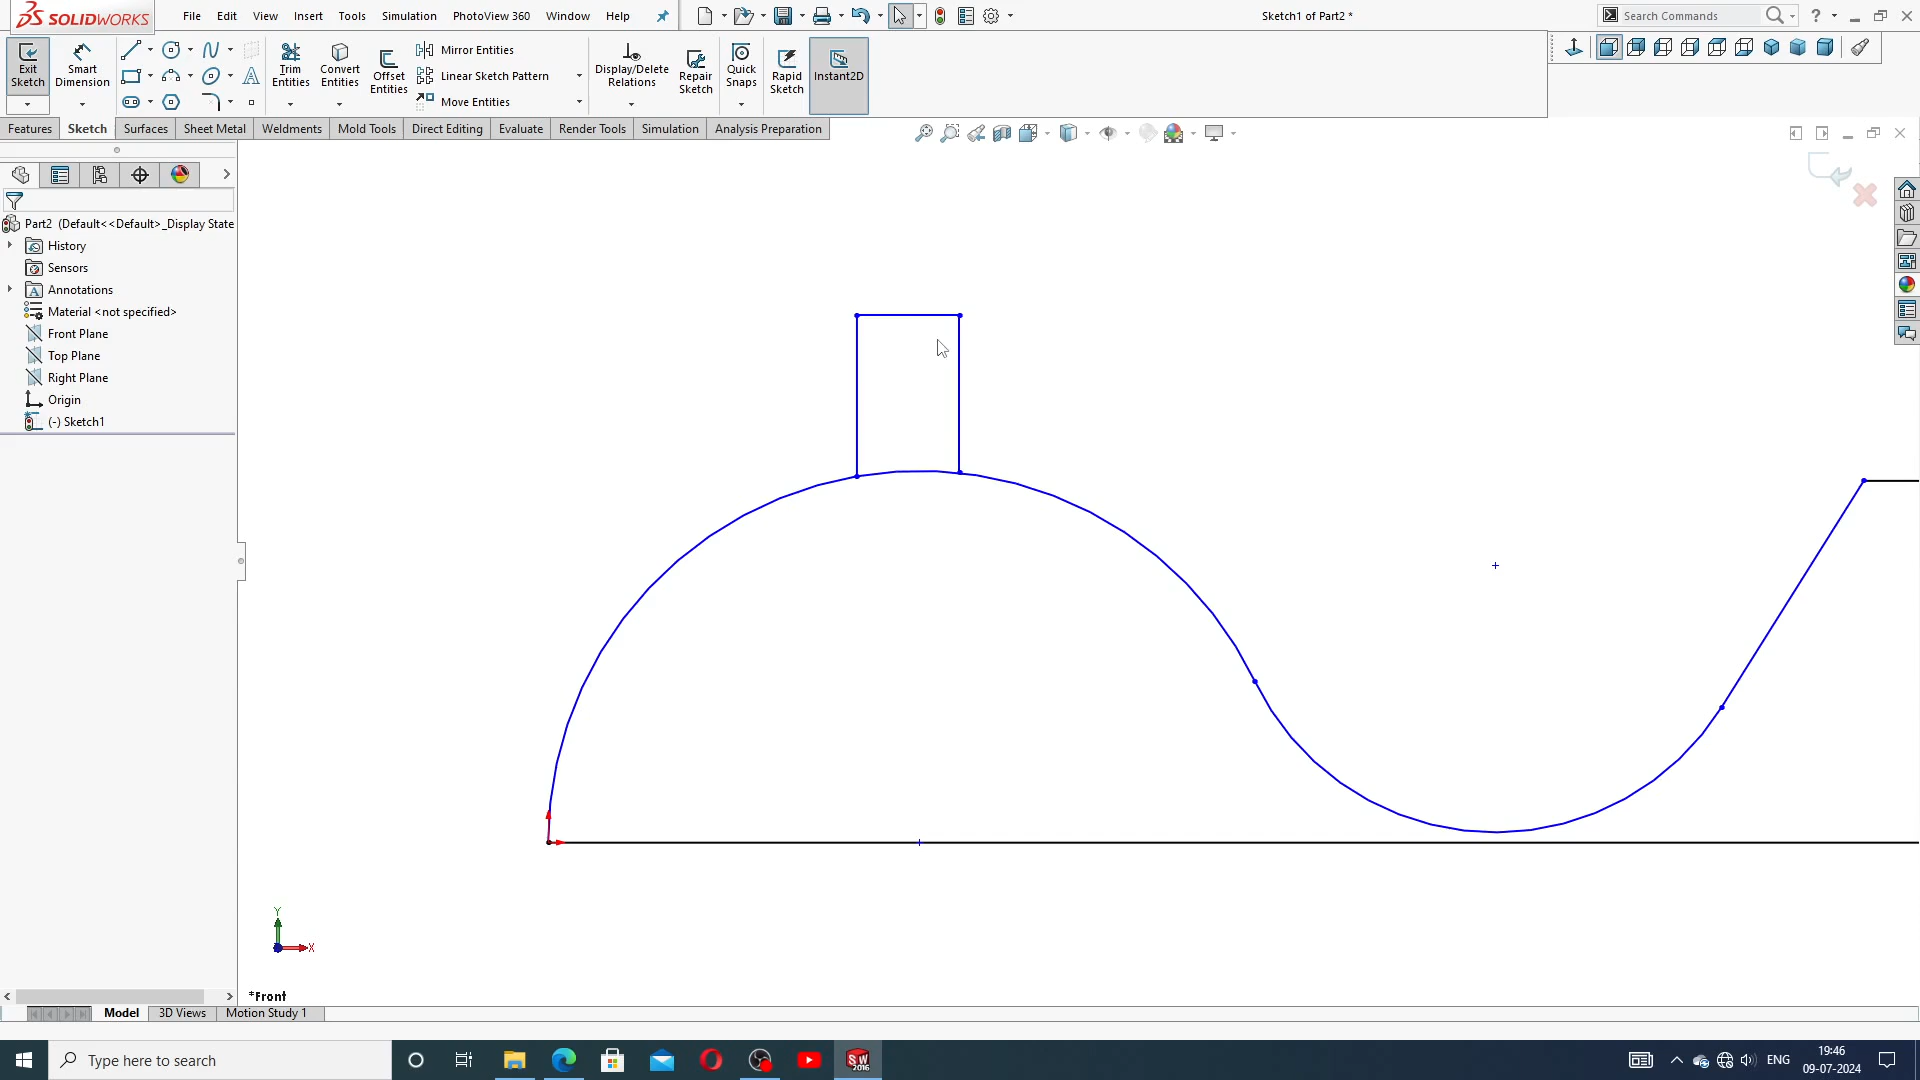 SOLIDWORKS
File Edit View Insert Tools Simulation PhotoView 360 Window Help
Sketch1 of Part2 *
Search Commands
?
Exit Sketch
Smart Dimension
Trim Entities
Convert Entities
Offset Entities
Mirror Entities
Linear Sketch Pattern
Move Entities
Display/Delete Relations
Repair Sketch
Quick Snaps
Rapid Sketch
Instant2D
Features Sketch Surfaces Sheet Metal Weldments Mold Tools Direct Editing Evaluate Render Tools Simulation Analysis Preparation
Part2 (Default<<Default>_Display State
History
Sensors
Annotations
Material <not specified>
Front Plane
Top Plane
Right Plane
Origin
(-) Sketch1
Y
X
*Front
Model 3D Views Motion Study 1
Type here to search
SW
2016
ENG
19:46
09-07-2024